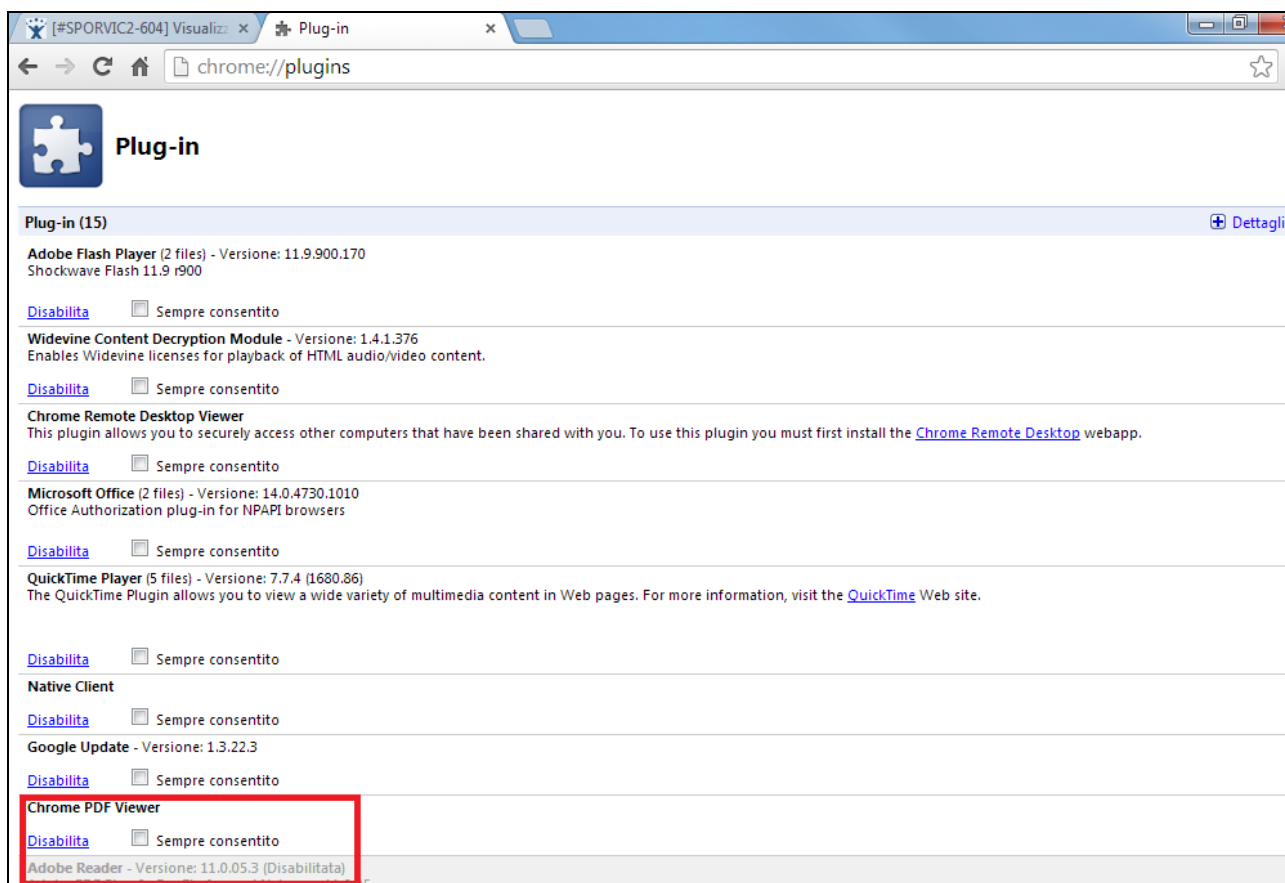 [#SPORVIC2-604] Visualizz
Plug-in
chrome://plugins
Plug-in
Plug-in (15)
Dettagli
Adobe Flash Player (2 files) - Versione: 11.9.900.170
Shockwave Flash 11.9 r900
Disabilita Sempre consentito
Widevine Content Decryption Module - Versione: 1.4.1.376
Enables Widevine licenses for playback of HTML audio/video content.
Disabilita Sempre consentito
Chrome Remote Desktop Viewer
This plugin allows you to securely access other computers that have been shared with you. To use this plugin you must first install the Chrome Remote Desktop webapp.
Disabilita Sempre consentito
Microsoft Office (2 files) - Versione: 14.0.4730.1010
Office Authorization plug-in for NPAPI browsers
Disabilita Sempre consentito
QuickTime Player (5 files) - Versione: 7.7.4 (1680.86)
The QuickTime Plugin allows you to view a wide variety of multimedia content in Web pages. For more information, visit the QuickTime Web site.
Disabilita Sempre consentito
Native Client
Disabilita Sempre consentito
Google Update - Versione: 1.3.22.3
Disabilita Sempre consentito
Chrome PDF Viewer
Disabilita Sempre consentito
Adobe Reader - Versione: 11.0.05.3 (Disabilitata)